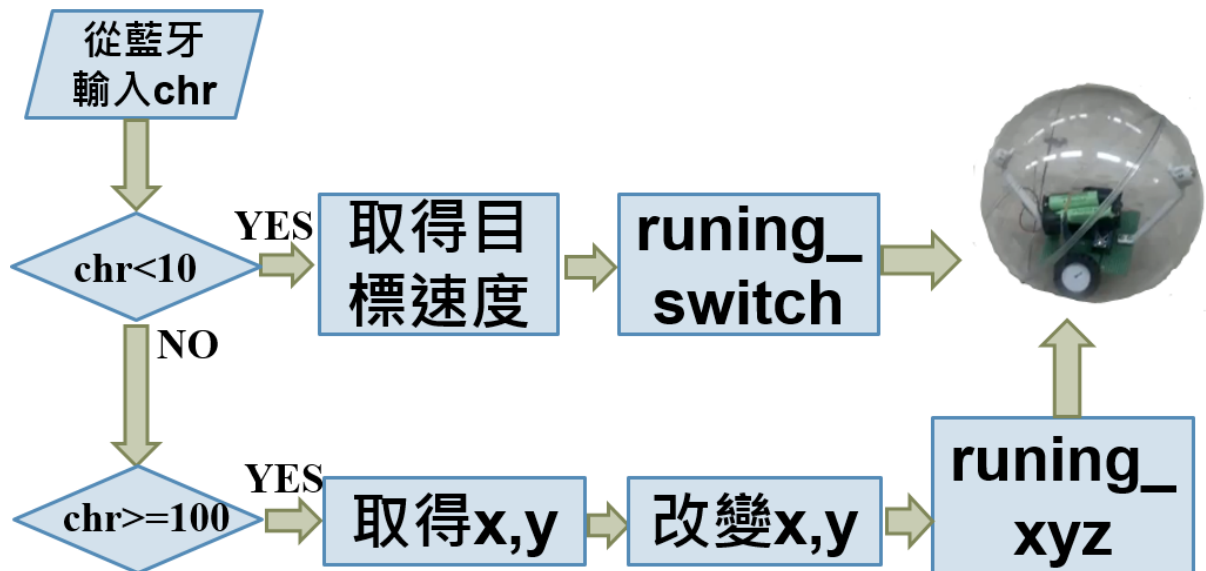 從藍牙
輸入chr
chr<10
YES
取得目
標速度
runing_
switch
NO
chr>=100
YES
取得x,y
改變x,y
runing_
xyz